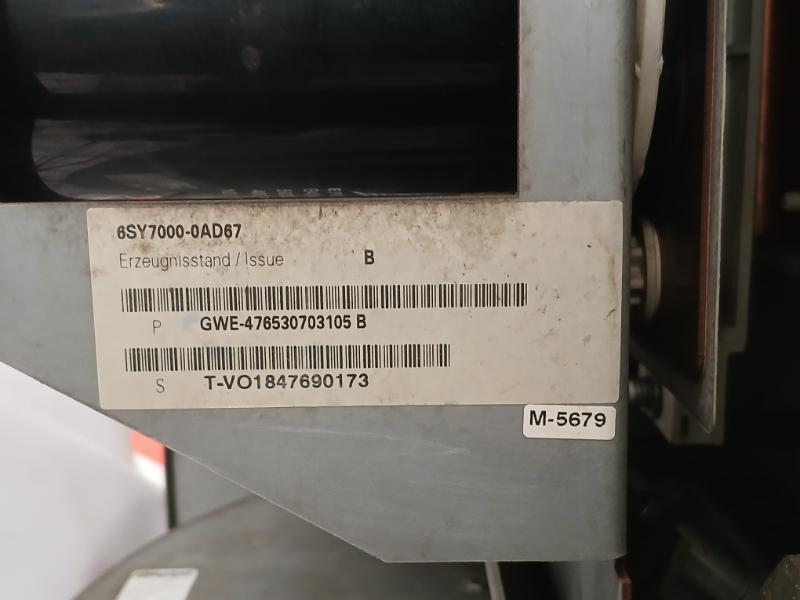 6SY7000-0AD67
Erzeugnisstand / Issue B
P GWE-476530703105 B
S T-VO1847690173
M-5679